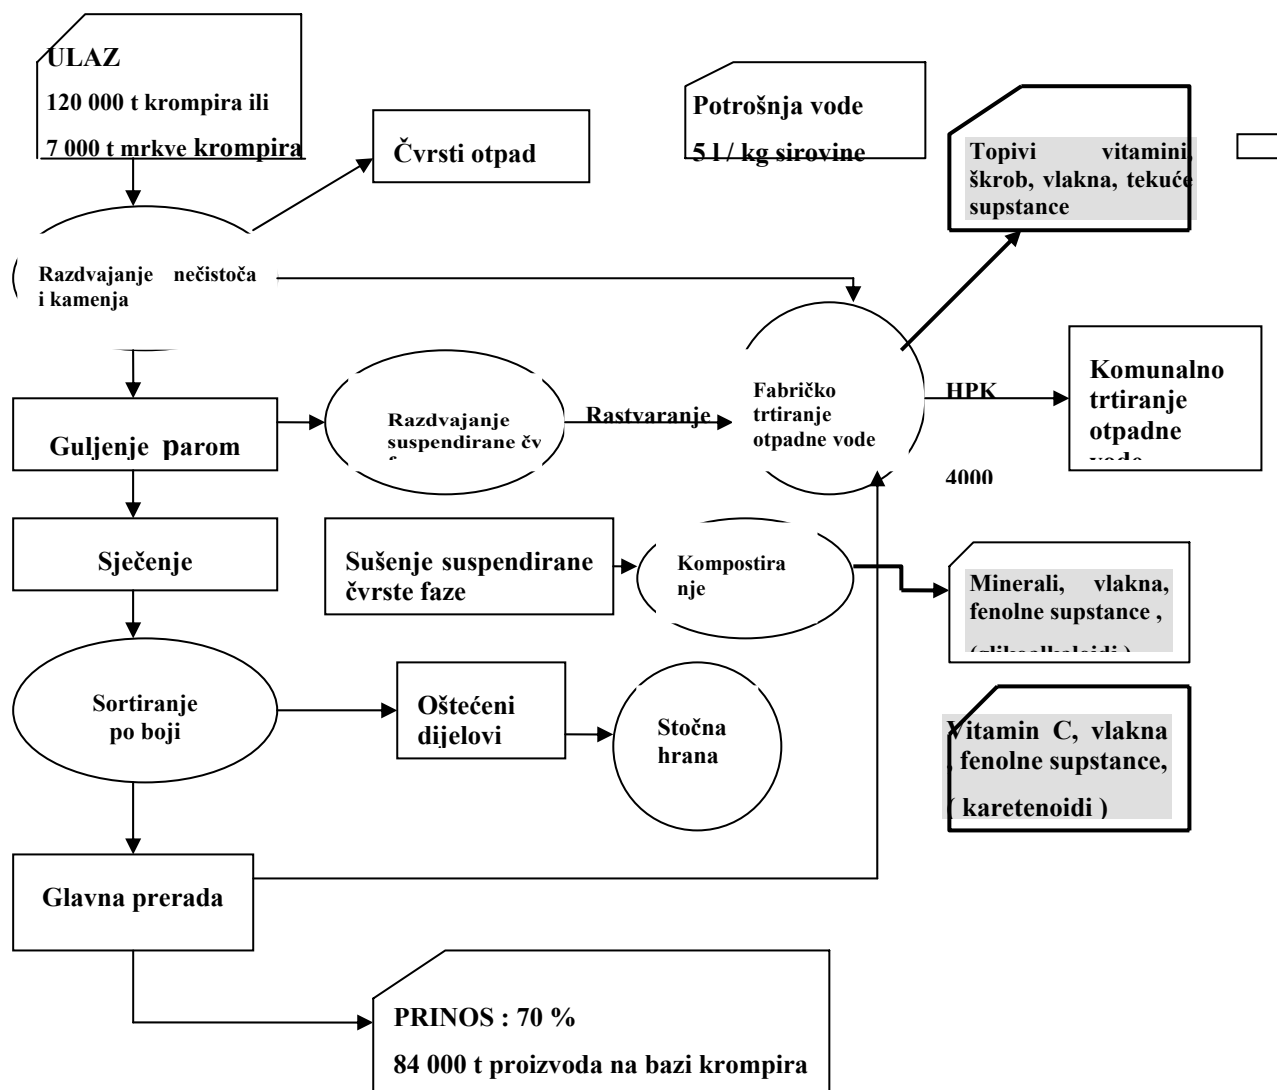 ULAZ
120 000 t krompira ili
7 000 t mrkve krompira
Čvrsti otpad
Potrošnja vode
5 l / kg sirovine
Topivi vitamini,
škrob, vlakna, tekuće
supstance
Razdvajanje nečistoća
i kamenja
Guljenje parom
Razdvajanje
suspendirane čv
Rastvaranje
Fabričko
trtiranje
otpadne vode
HPK
4000
Komunalno
trtiranje
otpadne
vode
Sječenje
Sušenje suspendirane
čvrste faze
Kompostira
nje
Minerali, vlakna,
fenolne supstance ,
(glikoalkaloidi )
Sortiranje
po boji
Oštećeni
dijelovi
Stočna
hrana
Vitamin C, vlakna
, fenolne supstance,
( karetenoidi )
Glavna prerada
PRINOS : 70 %
84 000 t proizvoda na bazi krompira